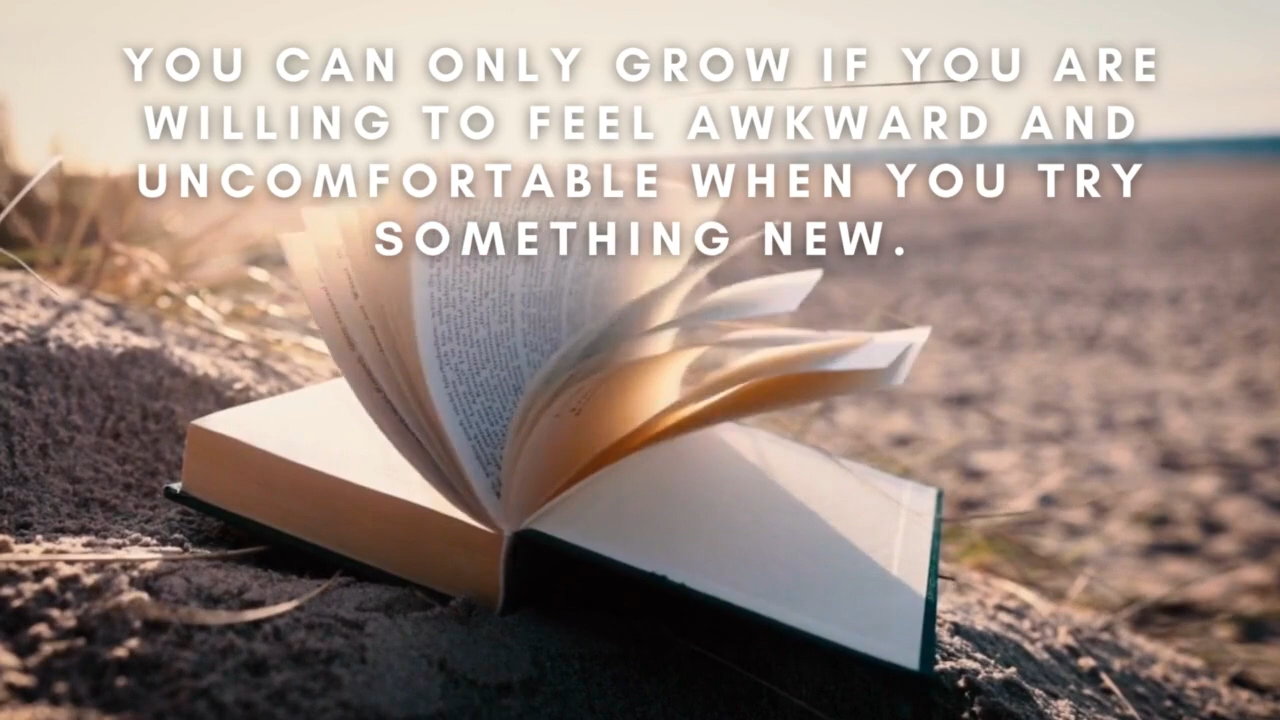 YOU CAN ONLY GROW IF YOU ARE
WILLING TO FEEL AWKWARD AND
UNCOMFORTABLE WHEN YOU TRY
SOMETHING NEW.